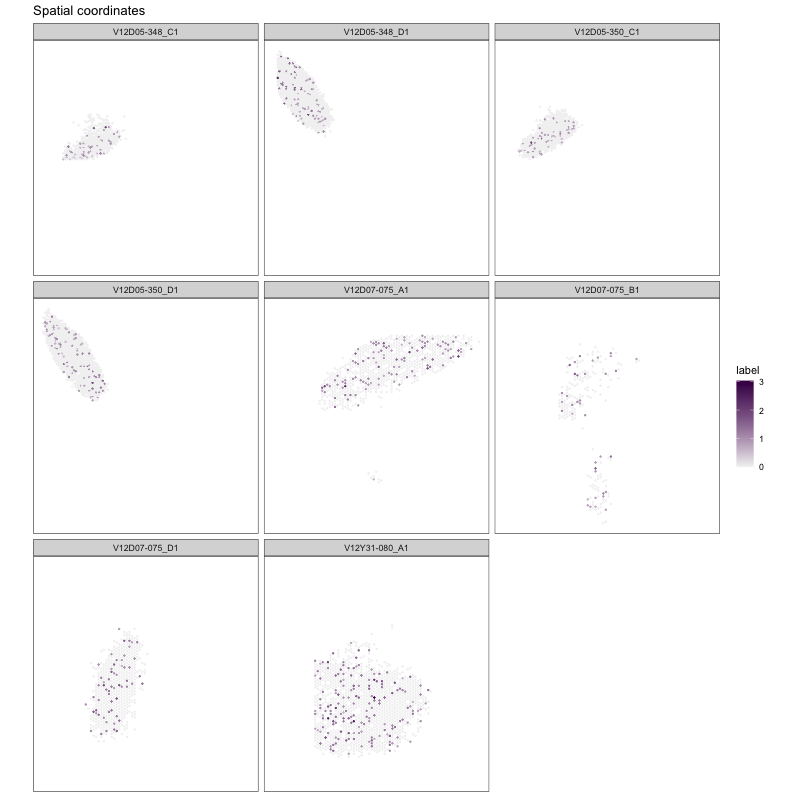 Spatial coordinates
V12D05-348_C1
V12D05-348_D1
V12D05-350_C1
V12D05-350_D1
V12D07-075_A1
V12D07-075_B1
label
3
2
1
0
V12D07-075_D1
V12Y31-080_A1